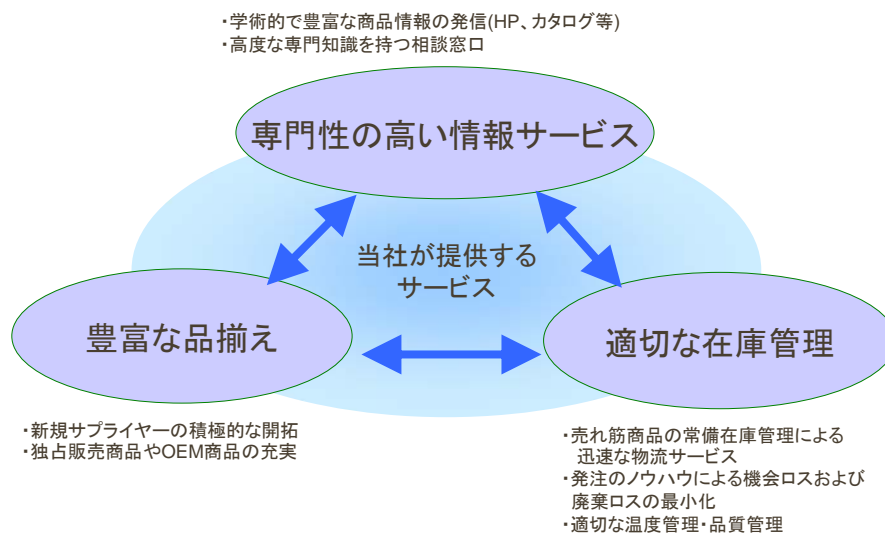 ・学術的で豊富な商品情報の発信(HP、カタログ等)
・高度な専門知識を持つ相談窓口
専門性の高い情報サービス
当社が提供する
サービス
豊富な品揃え
適切な在庫管理
・新規サプライヤーの積極的な開拓
・独占販売商品やOEM商品の充実
・売れ筋商品の常備在庫管理による
迅速な物流サービス
・発注のノウハウによる機会ロスおよび
廃棄ロスの最小化
・適切な温度管理・品質管理